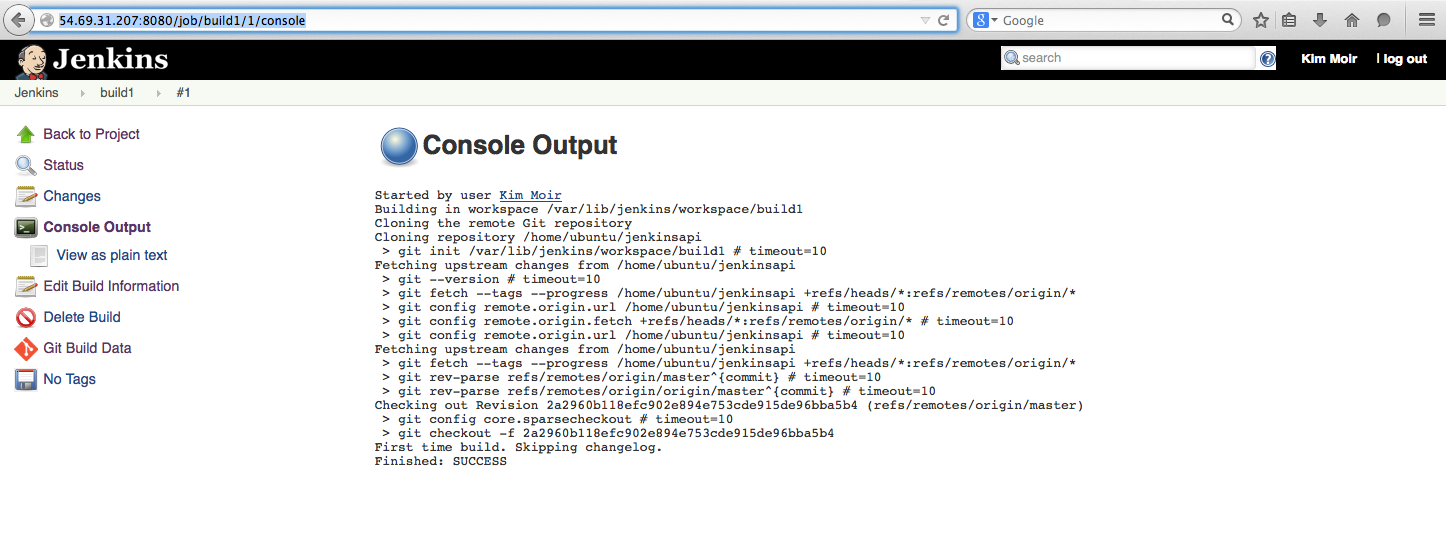 54.69.31.207:8080/job/build1/1/console
Google
Jenkins
search
Kim Moir
| log out
Jenkins
build1
#1
Back to Project
Status
Changes
Console Output
View as plain text
Edit Build Information
Delete Build
Git Build Data
No Tags
Console Output
Started by user Kim Moir
Building in workspace /var/lib/jenkins/workspace/build1
Cloning the remote Git repository
Cloning repository /home/ubuntu/jenkinsapi
> git init /var/lib/jenkins/workspace/build1 # timeout=10
Fetching upstream changes from /home/ubuntu/jenkinsapi
> git --version # timeout=10
> git fetch --tags --progress /home/ubuntu/jenkinsapi +refs/heads/*:refs/remotes/origin/*
> git config remote.origin.url /home/ubuntu/jenkinsapi # timeout=10
> git config remote.origin.fetch +refs/heads/*:refs/remotes/origin/* # timeout=10
> git config remote.origin.url /home/ubuntu/jenkinsapi # timeout=10
Fetching upstream changes from /home/ubuntu/jenkinsapi
> git fetch --tags --progress /home/ubuntu/jenkinsapi +refs/heads/*:refs/remotes/origin/*
> git rev-parse refs/remotes/origin/master^{commit} # timeout=10
> git rev-parse refs/remotes/origin/origin/master^{commit} # timeout=10
Checking out Revision 2a2960b118efc902e894e753cde915de96bba5b4 (refs/remotes/origin/master)
> git config core.sparsecheckout # timeout=10
> git checkout -f 2a2960b118efc902e894e753cde915de96bba5b4
First time build. Skipping changelog.
Finished: SUCCESS